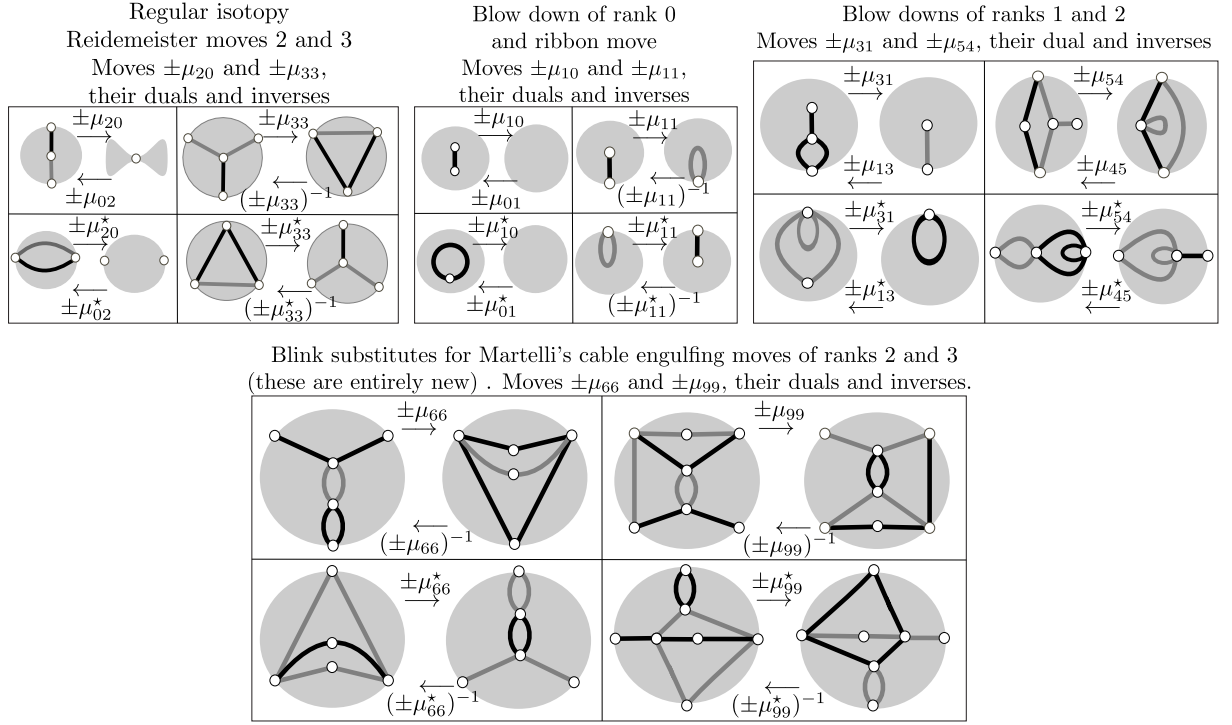 Regular isotopy
Reidemeister moves 2 and 3
Moves ±μ₂₀ and ±μ₃₃,
their duals and inverses
±μ₂₀
±μ₀₂
±μ₃₃
(±μ₃₃)⁻¹
±μ⋆₂₀
±μ⋆₀₂
±μ⋆₃₃
(±μ⋆₃₃)⁻¹
Blow down of rank 0
and ribbon move
Moves ±μ₁₀ and ±μ₁₁,
their duals and inverses
±μ₁₀
±μ₀₁
±μ₁₁
(±μ₁₁)⁻¹
±μ⋆₁₀
±μ⋆₀₁
±μ⋆₁₁
(±μ⋆₁₁)⁻¹
Blow downs of ranks 1 and 2
Moves ±μ₃₁ and ±μ₅₄, their dual and inverses
±μ₃₁
±μ₁₃
±μ₅₄
±μ₄₅
±μ⋆₃₁
±μ⋆₁₃
±μ⋆₅₄
±μ⋆₄₅
Blink substitutes for Martelli's cable engulfing moves of ranks 2 and 3
(these are entirely new) . Moves ±μ₆₆ and ±μ₉₉, their duals and inverses.
±μ₆₆
(±μ₆₆)⁻¹
±μ₉₉
(±μ₉₉)⁻¹
±μ⋆₆₆
(±μ⋆₆₆)⁻¹
±μ⋆₉₉
(±μ⋆₉₉)⁻¹